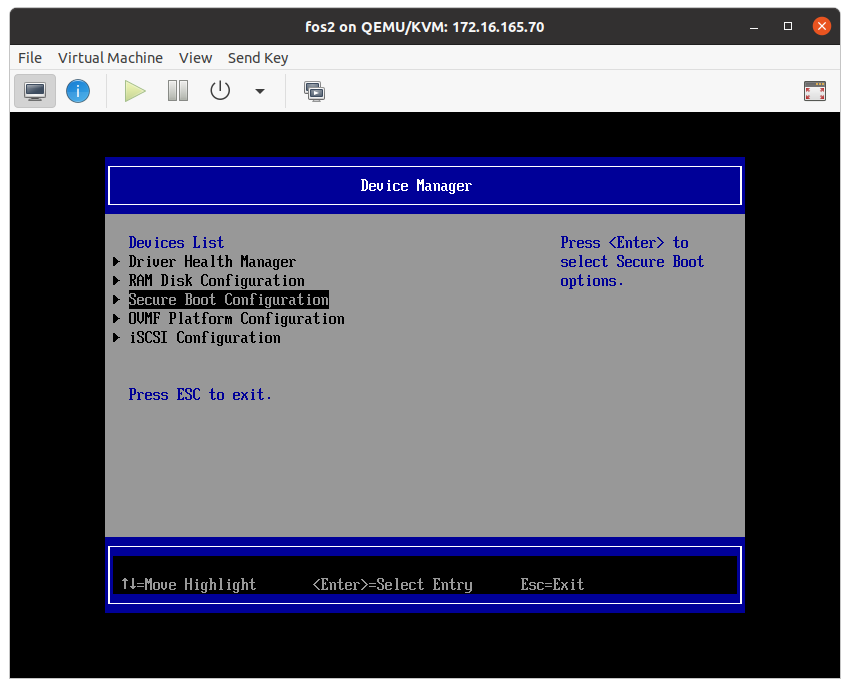 fos2 on QEMU/KVM: 172.16.165.70
File Virtual Machine View Send Key
Device Manager
Devices List
Driver Health Manager
RAM Disk Configuration
Secure Boot Configuration
OVMF Platform Configuration
iSCSI Configuration
Press ESC to exit.
Press <Enter> to
select Secure Boot
options.
↑↓=Move Highlight <Enter>=Select Entry Esc=Exit